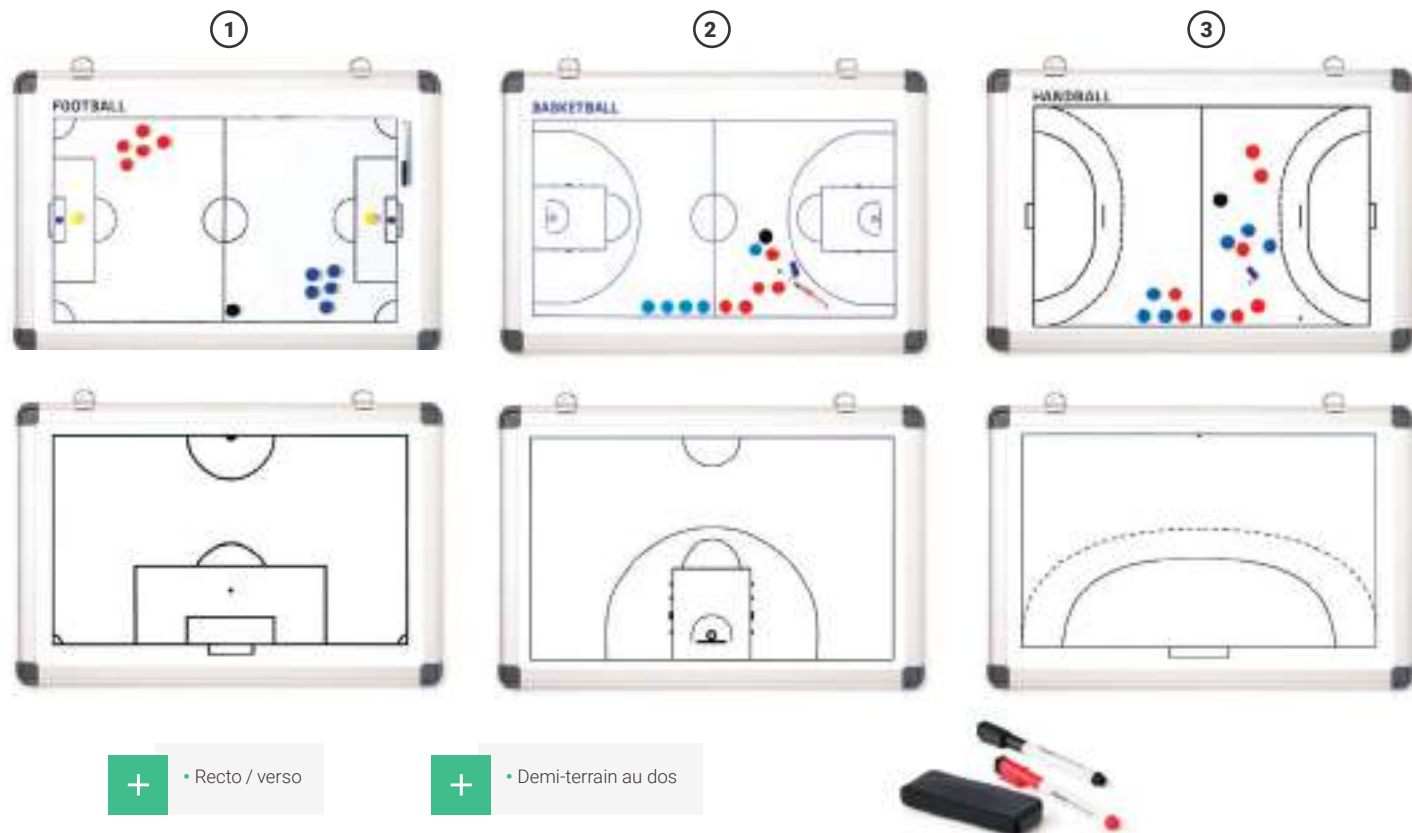 1
2
3
FOOTBALL
BASKETBALL
HANDBALL
+ • Recto / verso
+ • Demi-terrain au dos